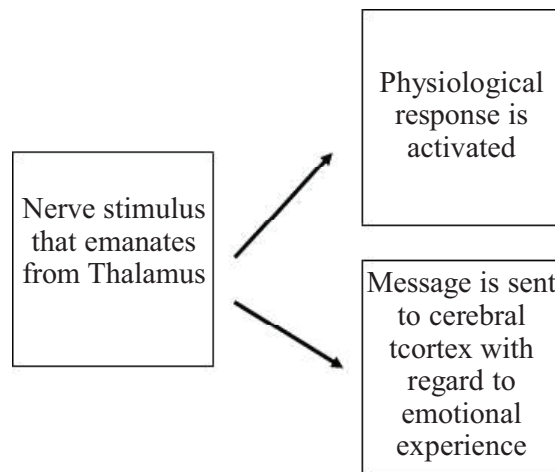 Nerve stimulus
that emanates
from Thalamus
Physiological
response is
activated
Message is sent
to cerebral
tcortex with
regard to
emotional
experience